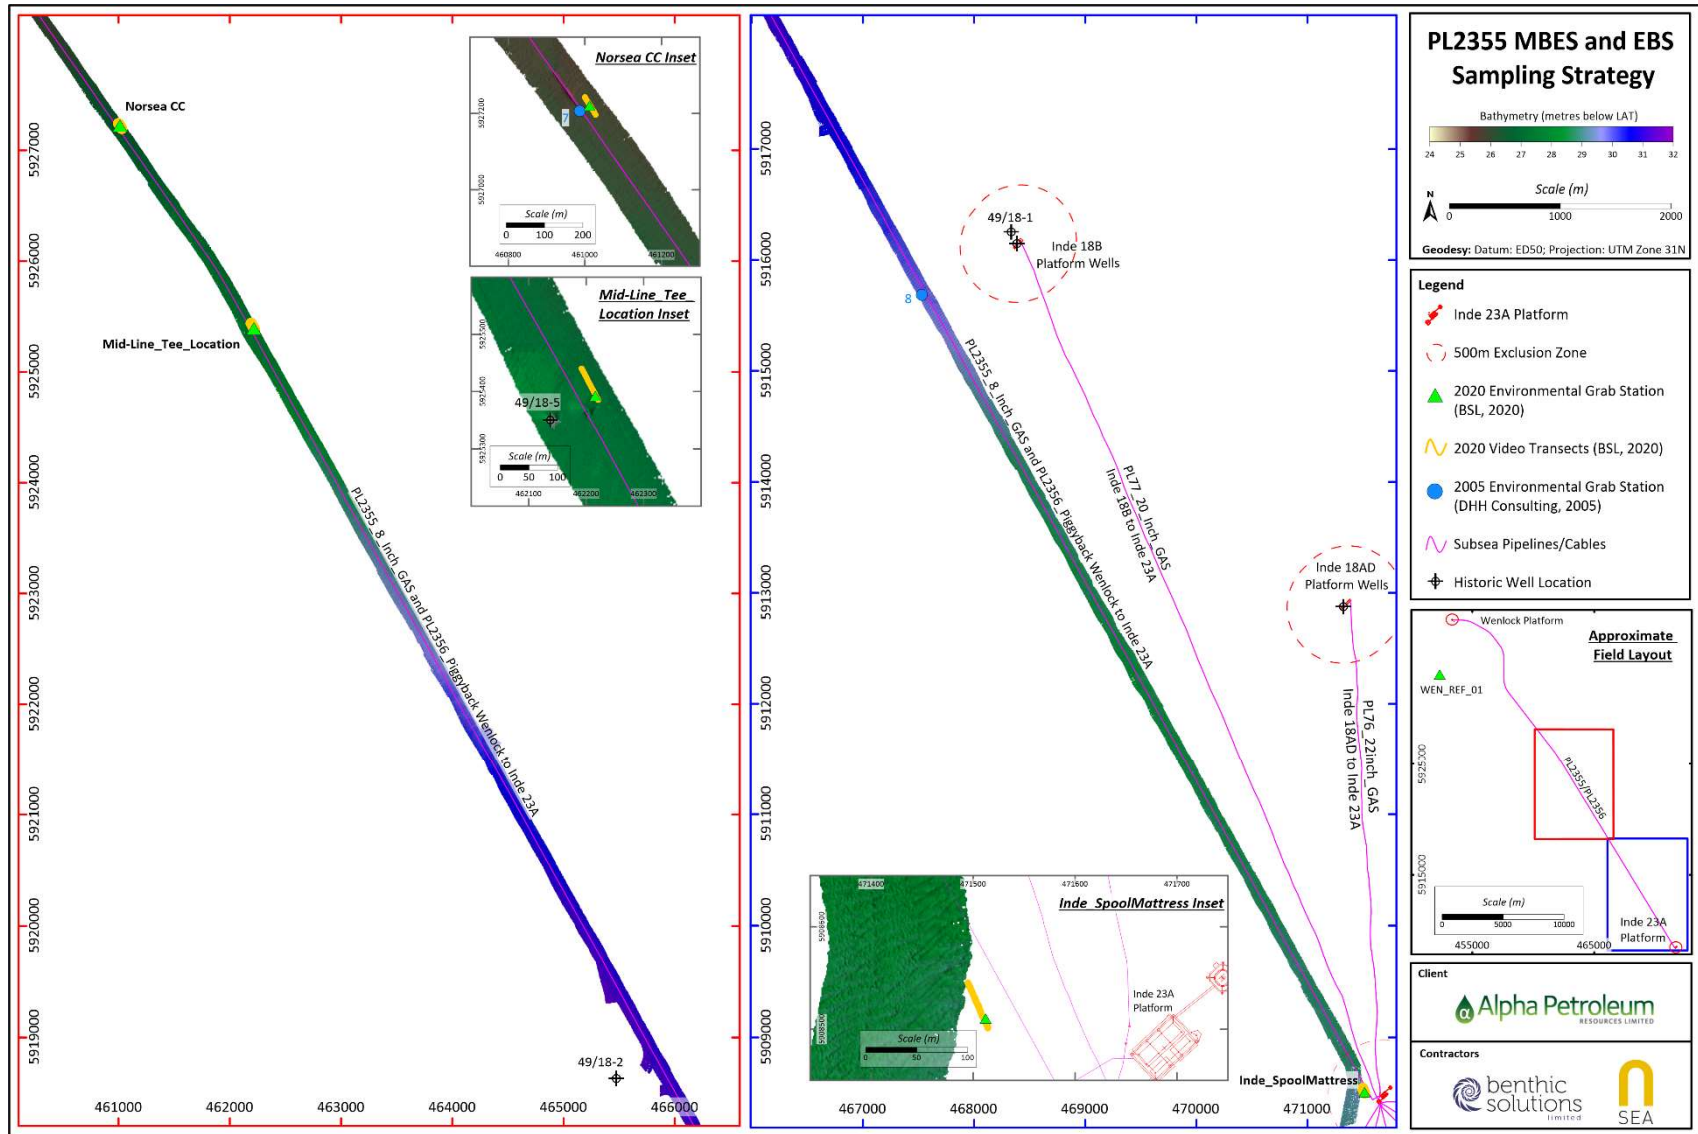 Norsea CC
Mid-Line_Tee_Location
PL2355_8_Inch_GAS and PL2356_Piggyback Wenlock to Inde 23A
49/18-2
5927000
5926000
5925000
5924000
5923000
5922000
5921000
5920000
5919000
461000
462000
463000
464000
465000
466000
Norsea CC Inset
7
5927200
5927000
Scale (m)
0 100 200
460800
461000
461200
Mid-Line_Tee_
Location Inset
49/18-5
5925500
5925400
5925300
Scale (m)
0 50 100
462100
462200
462300
5917000
5916000
5915000
5914000
5913000
5912000
5911000
5910000
5909000
467000
468000
469000
470000
471000
49/18-1
Inde 18B
Platform Wells
8
PL2355_8_Inch_GAS and PL2356_Piggyback Wenlock to Inde 23A
PL77_20_Inch_GAS
Inde 18B to Inde 23A
Inde 18AD
Platform Wells
PL76_22inch_GAS
Inde 18AD to Inde 23A
Inde_SpoolMattress
471400
471500
471600
471700
Inde_SpoolMattress Inset
5908600
5908500
Inde 23A
Platform
Scale (m)
0 50 100
PL2355 MBES and EBS
Sampling Strategy
Bathymetry (metres below LAT)
24 25 26 27 28 29 30 31 32
N
Scale (m)
0 1000 2000
Geodesy: Datum: ED50; Projection: UTM Zone 31N
Legend
Inde 23A Platform
500m Exclusion Zone
2020 Environmental Grab Station
(BSL, 2020)
2020 Video Transects (BSL, 2020)
2005 Environmental Grab Station
(DHH Consulting, 2005)
Subsea Pipelines/Cables
Historic Well Location
Wenlock Platform
Approximate
Field Layout
WEN_REF_01
PL2355/PL2356
5925000
5915000
Scale (m)
0 5000 10000
Inde 23A
Platform
455000
465000
Client
α Alpha Petroleum
RESOURCES LIMITED
Contractors
benthic
solutions
limited
SEA